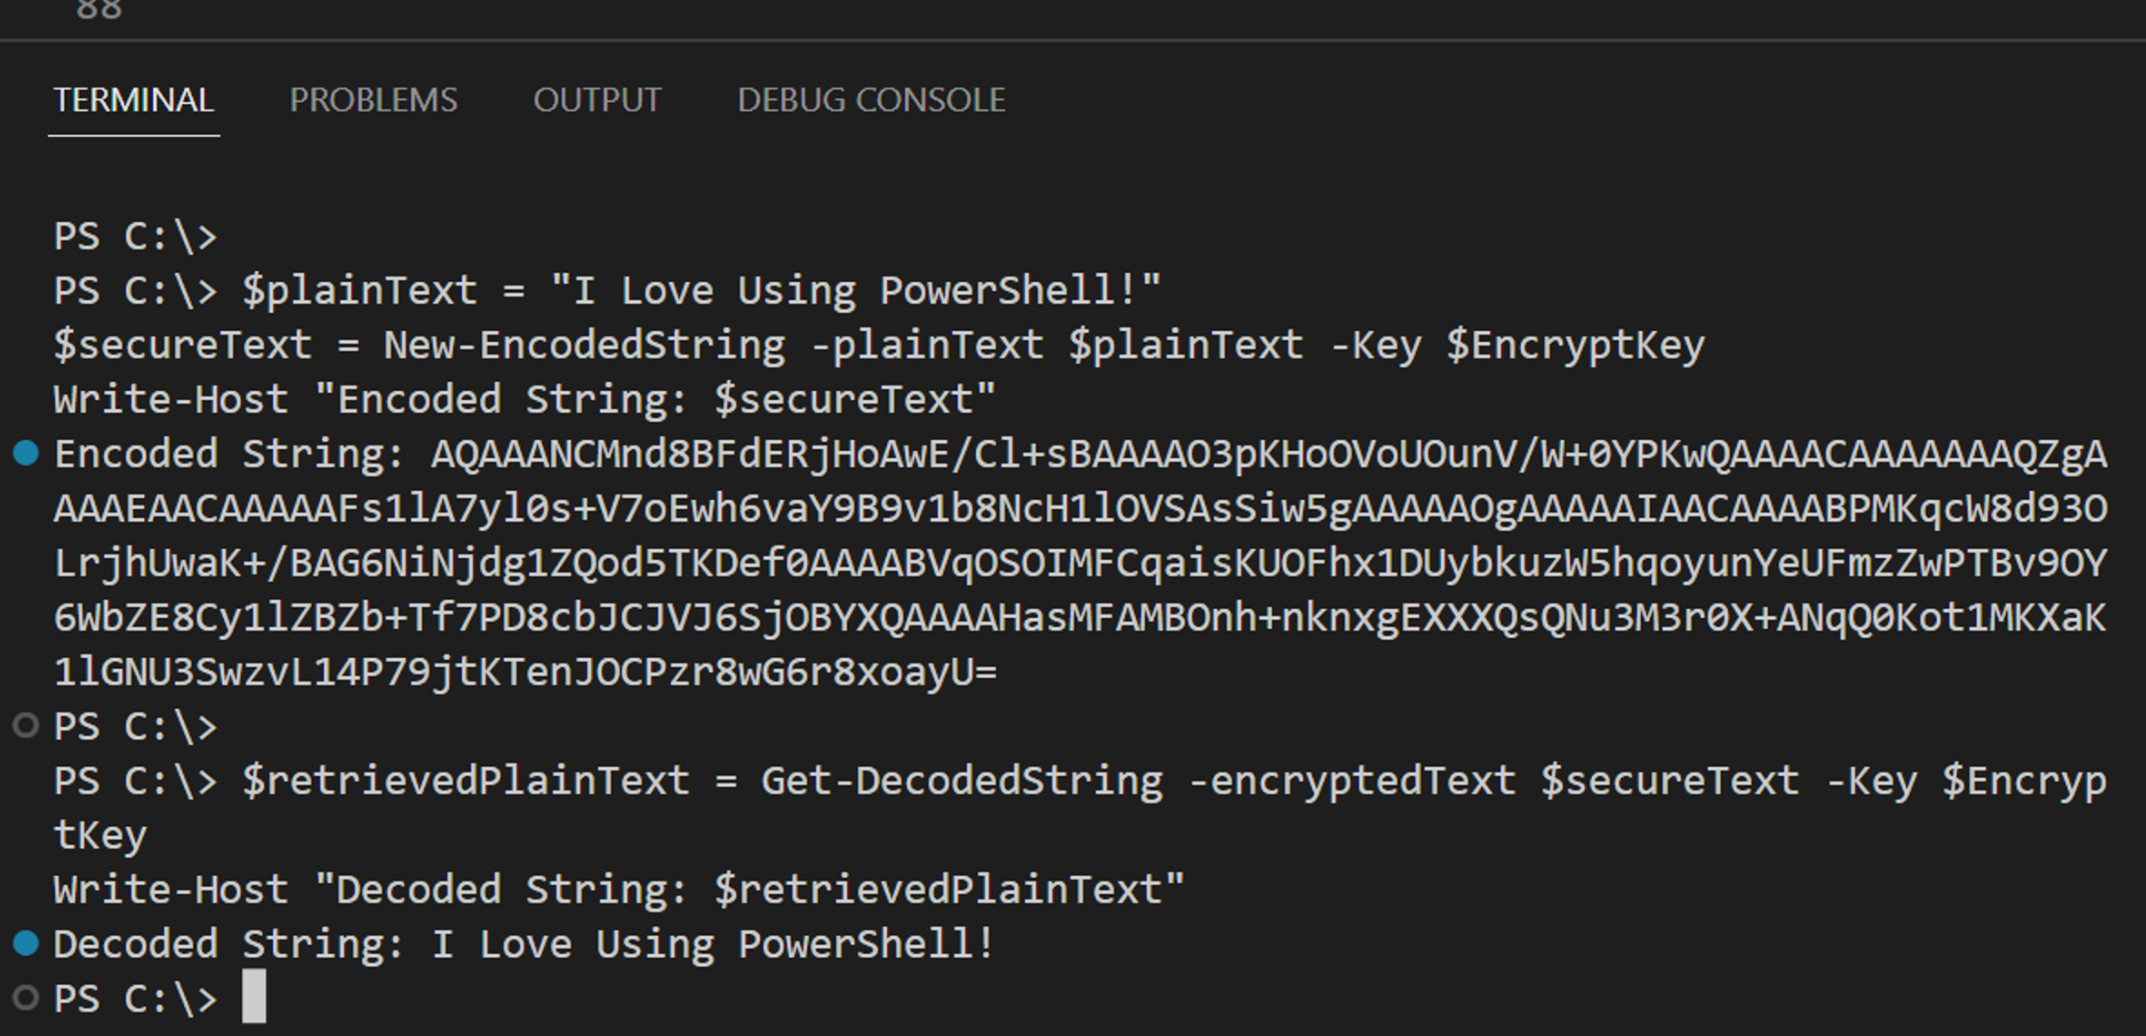 88
TERMINAL PROBLEMS OUTPUT DEBUG CONSOLE
PS C:\>
PS C:\> $plainText = "I Love Using PowerShell!"
$secureText = New-EncodedString -plainText $plainText -Key $EncryptKey
Write-Host "Encoded String: $secureText"
Encoded String: AQAAANCMnd8BFdERjHoAwE/Cl+sBAAAAO3pKHoOVoUOunV/W+0YPKwQAAAACAAAAAAAQZgA
AAAEAACAAAAAFs1lA7yl0s+V7oEwh6vaY9B9v1b8NcH1lOVSAsSiw5gAAAAAOgAAAAAIAACAAAABPMKqcW8d93O
LrjhUwaK+/BAG6NiNjdg1ZQod5TKDef0AAAABVqOSOIMFCqaisKUOFhx1DUybkuzW5hqoyunYeUFmzZwPTBv9OY
6WbZE8Cy1lZBZb+Tf7PD8cbJCJVJ6SjOBYXQAAAAHasMFAMBOnh+nknxgEXXXQsQNu3M3r0X+ANqQ0Kot1MKXaK
1lGNU3SwzvL14P79jtKTenJOCPzr8wG6r8xoayU=
PS C:\>
PS C:\> $retrievedPlainText = Get-DecodedString -encryptedText $secureText -Key $Encryp
tKey
Write-Host "Decoded String: $retrievedPlainText"
Decoded String: I Love Using PowerShell!
PS C:\>